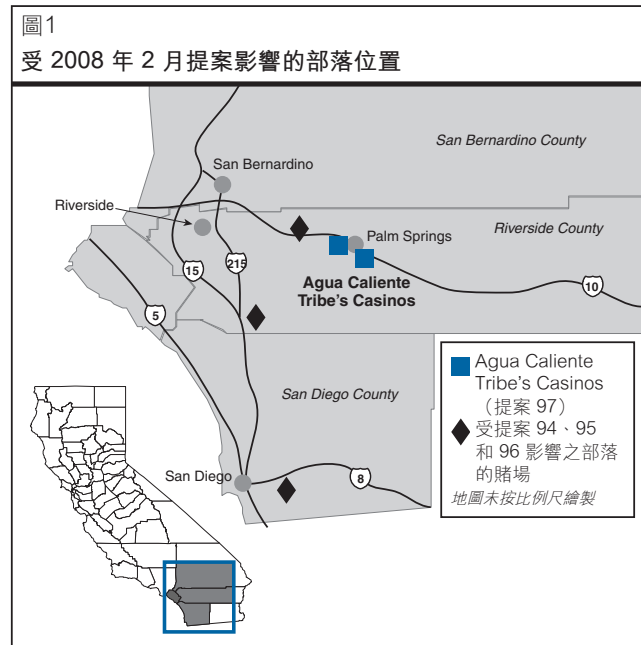 圖1
受 2008 年 2 月提案影響的部落位置
San Bernardino County
San Bernardino
Riverside
Riverside County
Palm Springs
Agua Caliente
Tribe's Casinos
15
215
10
5
San Diego County
San Diego
8
Agua Caliente
Tribe's Casinos
（提案 97）
受提案 94、95
和 96 影響之部落
的賭場
地圖未按比例尺繪製